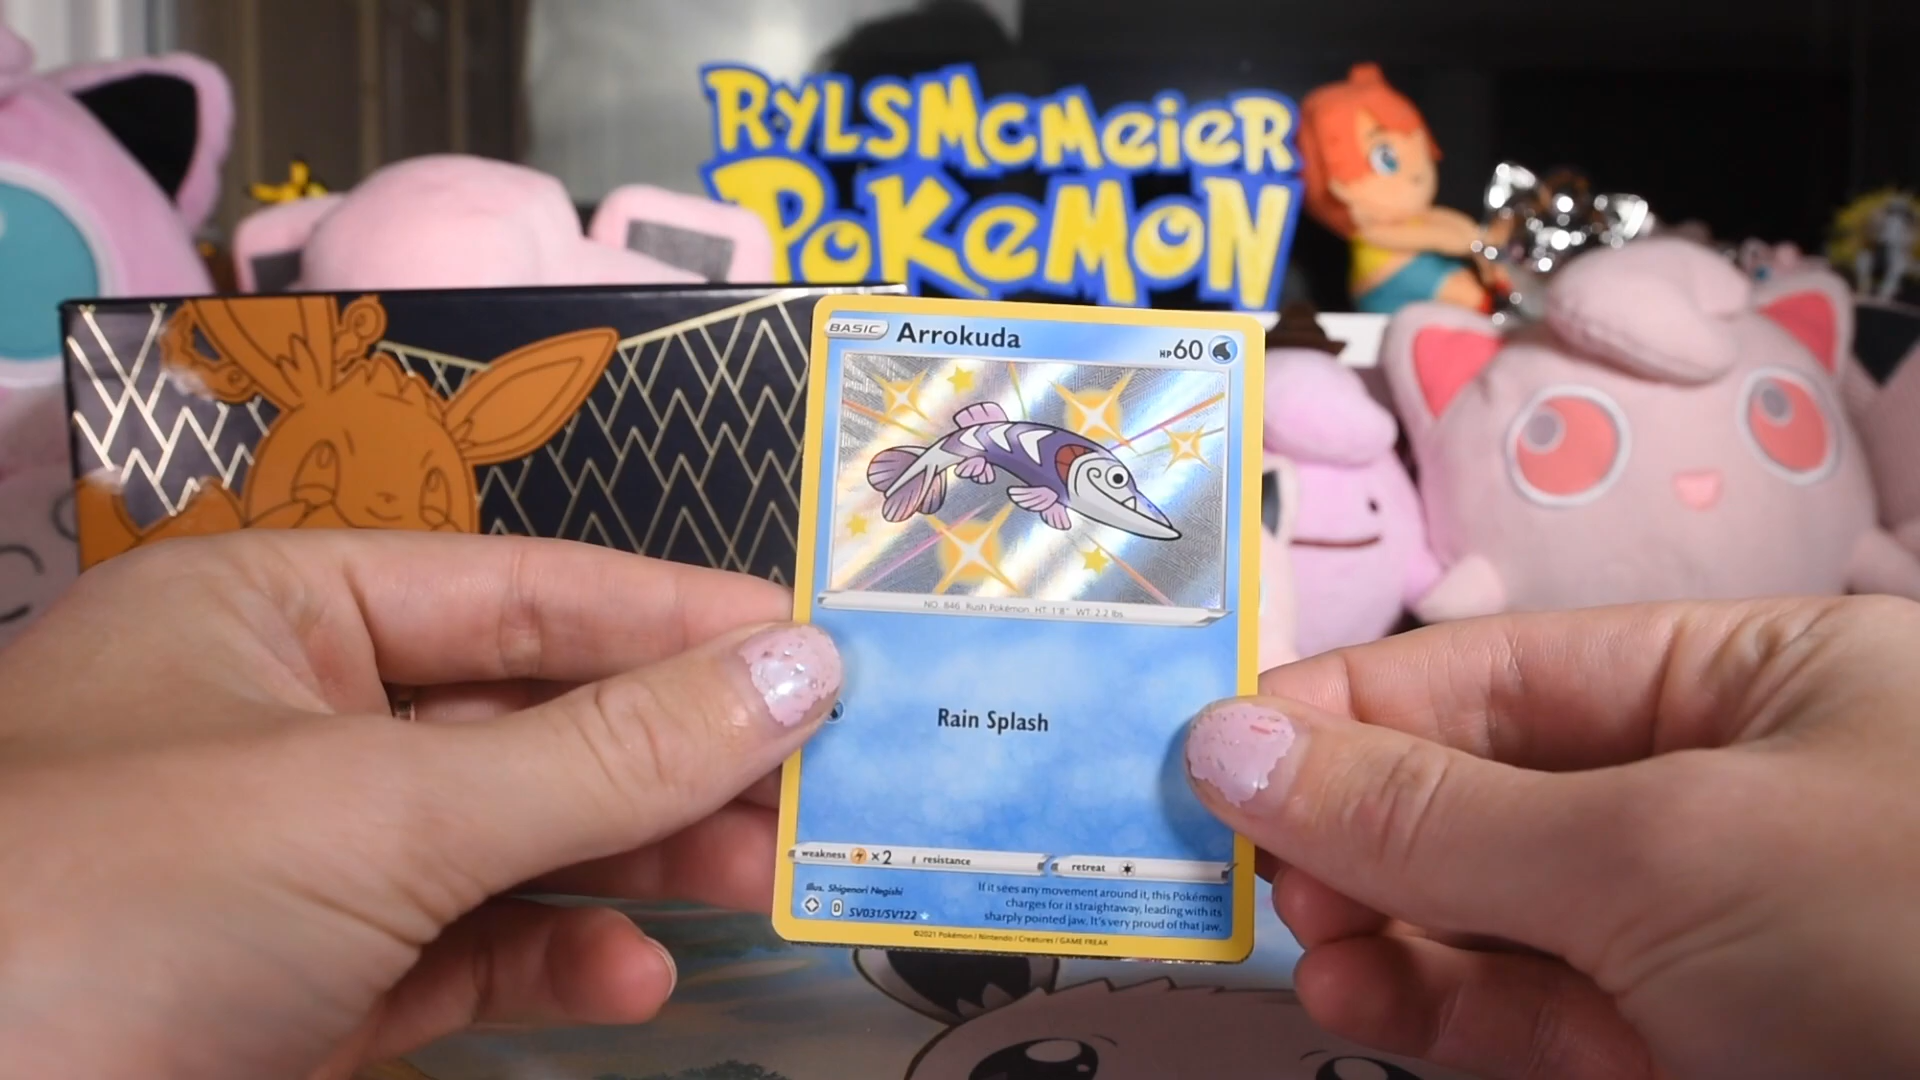 RYLSMCMEIER
POKEMON
BASIC Arrokuda HP 60
NO. 846 Rush Pokémon HT 1'8" WT 2.2 lbs
Rain Splash
weakness ×2 resistance retreat
Illus. Shigenori Negishi
If it sees any movement around it, this Pokémon
charges for it straightaway, leading with its
sharply pointed jaw. It's very proud of that jaw.
D SV031/SV122
©2021 Pokémon / Nintendo / Creatures / GAME FREAK